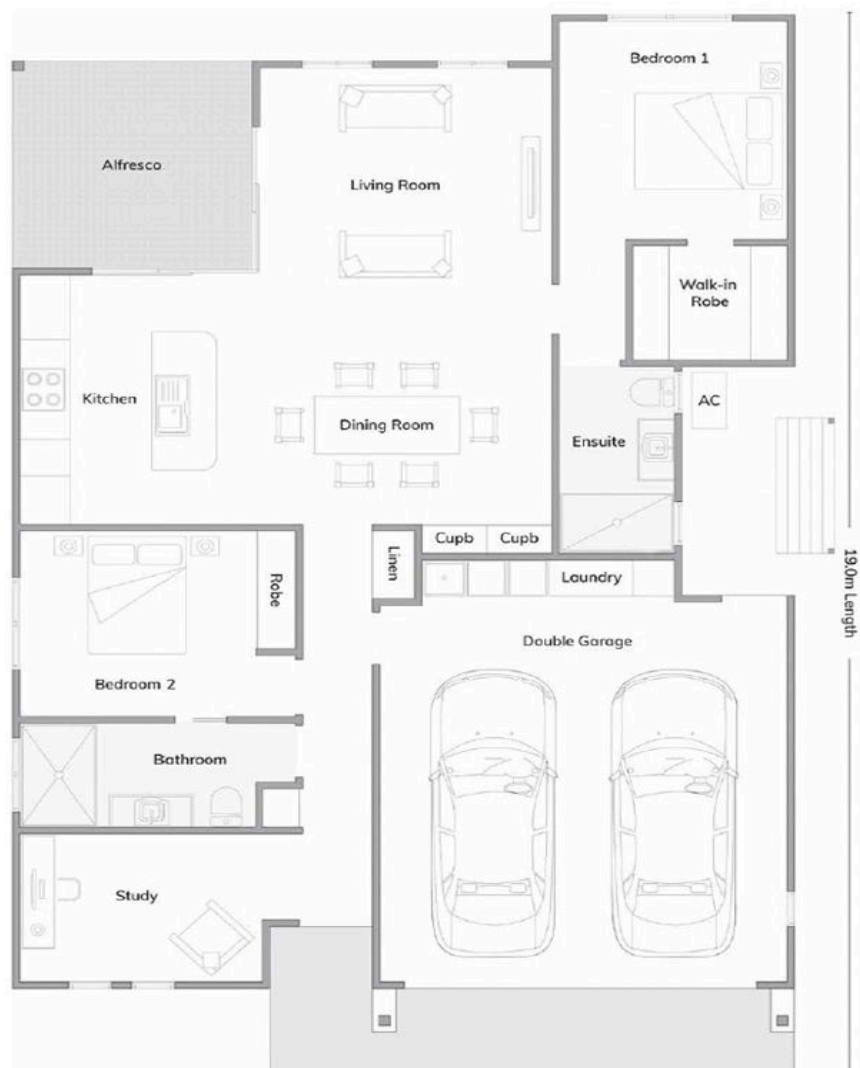 Bedroom 1
Alfresco
Living Room
Walk-in
Robe
Kitchen
AC
Dining Room
Ensuite
Cupb
Cupb
Linen
Laundry
Robe
19.0m Length
Double Garage
Bedroom 2
Bathroom
Study